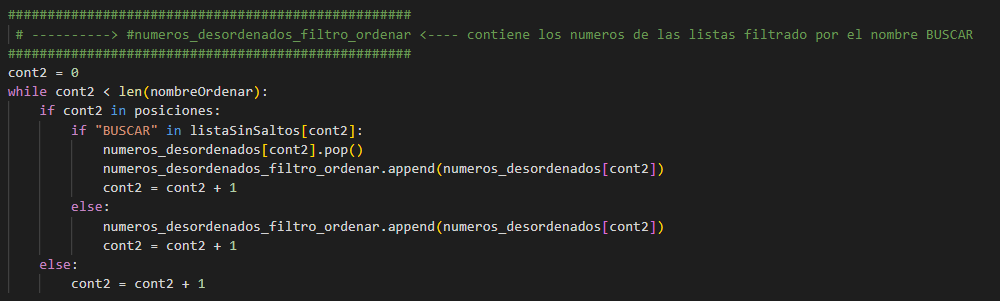 ##################################################
# ----------> #numeros_desordenados_filtro_ordenar <---- contiene los numeros de las listas filtrado por el nombre BUSCAR
##################################################
cont2 = 0
while cont2 < len(nombreOrdenar):
    if cont2 in posiciones:
        if "BUSCAR" in listaSinSaltos[cont2]:
            numeros_desordenados[cont2].pop()
            numeros_desordenados_filtro_ordenar.append(numeros_desordenados[cont2])
            cont2 = cont2 + 1
        else:
            numeros_desordenados_filtro_ordenar.append(numeros_desordenados[cont2])
            cont2 = cont2 + 1
    else:
        cont2 = cont2 + 1